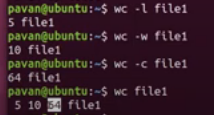 pavan@ubuntu:~$ wc -l file1
5 file1
pavan@ubuntu:~$ wc -w file1
10 file1
pavan@ubuntu:~$ wc -c file1
64 file1
pavan@ubuntu:~$ wc file1
5 10 64 file1